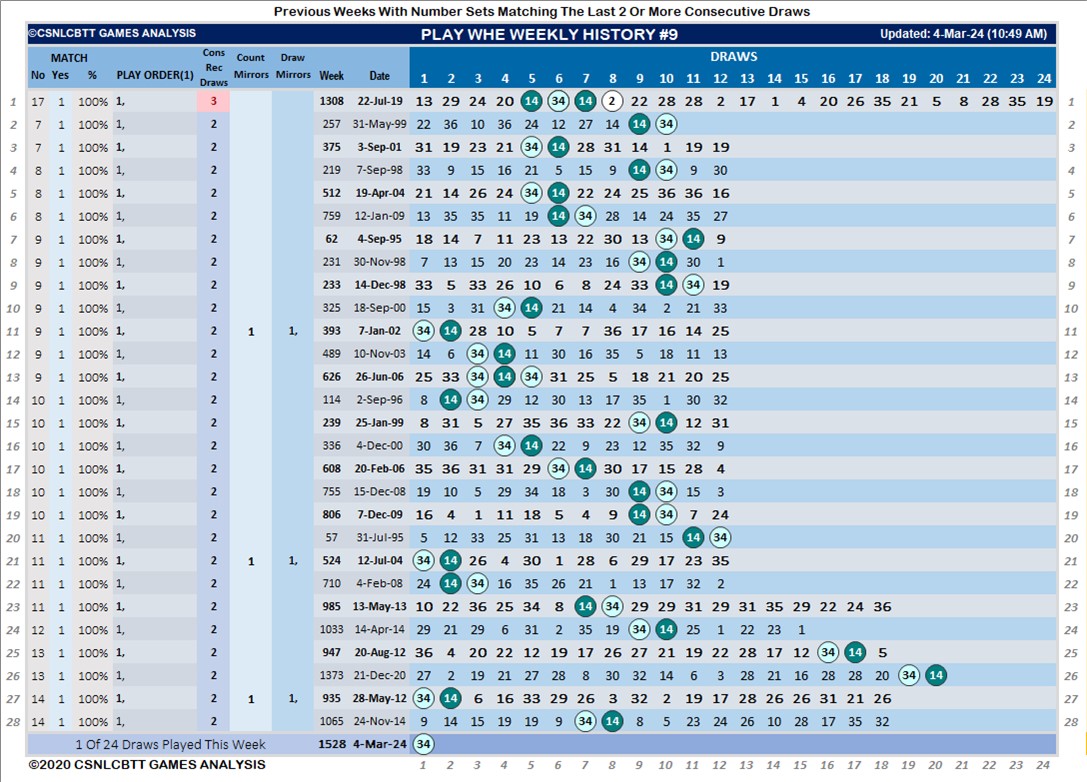 Previous Weeks With Number Sets Matching The Last 2 Or More Consecutive Draws
©CSNLCBTT GAMES ANALYSIS PLAY WHE WEEKLY HISTORY #9 Updated: 4-Mar-24 (10:49 AM)
MATCH Cons Rec Draws Count Mirrors Draw Mirrors DRAWS
No Yes % PLAY ORDER(1) Week Date 1 2 3 4 5 6 7 8 9 10 11 12 13 14 15 16 17 18 19 20 21 22 23 24
1 17 1 100% 1, 3 1308 22-Jul-19 13 29 24 20 14 34 14 2 22 28 28 2 17 1 4 20 26 35 21 5 8 28 35 19 1
2 7 1 100% 1, 2 257 31-May-99 22 36 10 36 24 12 27 14 14 34 2
3 7 1 100% 1, 2 375 3-Sep-01 31 19 23 21 34 14 28 31 14 1 19 19 3
4 8 1 100% 1, 2 219 7-Sep-98 33 9 15 16 21 5 15 9 14 34 9 30 4
5 8 1 100% 1, 2 512 19-Apr-04 21 14 26 24 34 14 22 24 25 36 36 16 5
6 8 1 100% 1, 2 759 12-Jan-09 13 35 35 11 19 14 34 28 14 24 35 27 6
7 9 1 100% 1, 2 62 4-Sep-95 18 14 7 11 23 13 22 30 13 34 14 9 7
8 9 1 100% 1, 2 231 30-Nov-98 7 13 15 20 23 14 23 16 34 14 30 1 8
9 9 1 100% 1, 2 233 14-Dec-98 33 5 33 26 10 6 8 24 33 14 34 19 9
10 9 1 100% 1, 2 325 18-Sep-00 15 3 31 34 14 21 14 4 34 2 21 33 10
11 9 1 100% 1, 2 1 1, 393 7-Jan-02 34 14 28 10 5 7 7 36 17 16 14 25 11
12 9 1 100% 1, 2 489 10-Nov-03 14 6 34 14 11 30 16 35 5 18 11 13 12
13 9 1 100% 1, 2 626 26-Jun-06 25 33 34 14 34 31 25 5 18 21 20 25 13
14 10 1 100% 1, 2 114 2-Sep-96 8 14 34 29 12 30 13 17 35 1 30 32 14
15 10 1 100% 1, 2 239 25-Jan-99 8 31 5 27 35 36 33 22 34 14 12 31 15
16 10 1 100% 1, 2 336 4-Dec-00 30 36 7 34 14 22 9 23 12 35 32 9 16
17 10 1 100% 1, 2 608 20-Feb-06 35 36 31 31 29 34 14 30 17 15 28 4 17
18 10 1 100% 1, 2 755 15-Dec-08 19 10 5 29 34 18 3 30 14 34 15 3 18
19 10 1 100% 1, 2 806 7-Dec-09 16 4 1 11 18 5 4 9 14 34 7 24 19
20 11 1 100% 1, 2 57 31-Jul-95 5 12 33 25 31 13 18 30 21 15 14 34 20
21 11 1 100% 1, 2 1 1, 524 12-Jul-04 34 14 26 4 30 1 28 6 29 17 23 35 21
22 11 1 100% 1, 2 710 4-Feb-08 24 14 34 16 35 26 21 1 13 17 32 2 22
23 11 1 100% 1, 2 985 13-May-13 10 22 36 25 34 8 14 34 29 29 31 29 31 35 29 22 24 36 23
24 12 1 100% 1, 2 1033 14-Apr-14 29 21 29 6 31 2 35 19 34 14 25 1 22 23 1 24
25 13 1 100% 1, 2 947 20-Aug-12 36 4 20 22 12 19 17 26 27 21 19 22 28 17 12 34 14 5 25
26 13 1 100% 1, 2 1373 21-Dec-20 27 2 19 21 27 28 8 30 32 14 6 3 28 21 16 28 28 20 34 14 26
27 14 1 100% 1, 2 1 1, 935 28-May-12 34 14 6 16 33 29 26 3 32 2 19 17 28 26 26 31 21 26 27
28 14 1 100% 1, 2 1065 24-Nov-14 9 14 15 19 19 9 34 14 8 5 23 24 26 10 28 17 35 32 28
1 Of 24 Draws Played This Week 1528 4-Mar-24 34
©2020 CSNLCBTT GAMES ANALYSIS 1 2 3 4 5 6 7 8 9 10 11 12 13 14 15 16 17 18 19 20 21 22 23 24